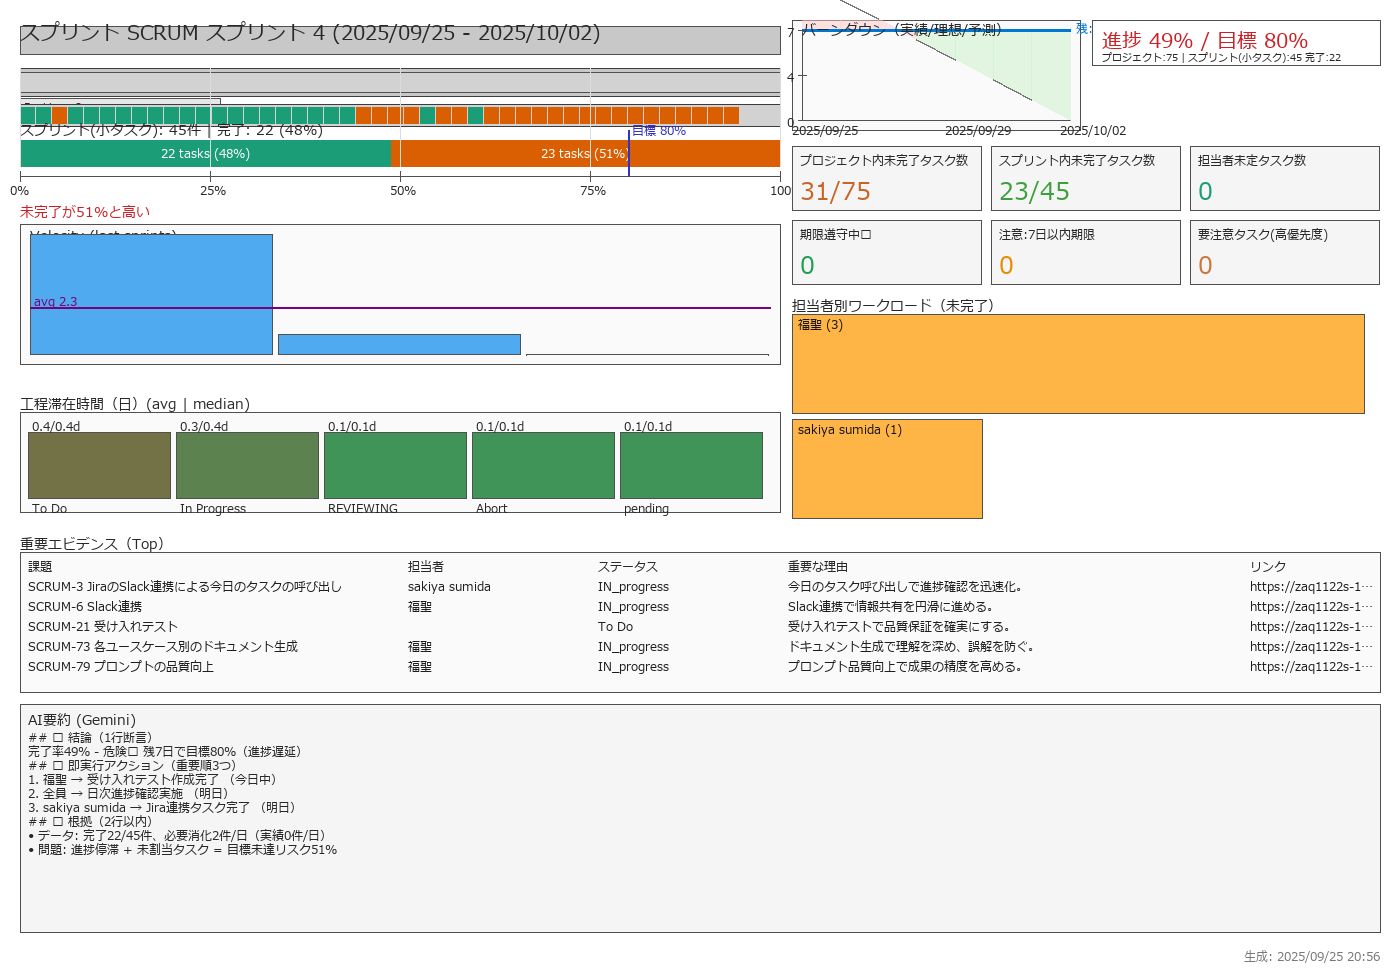 スプリント SCRUM スプリント 4 (2025/09/25 - 2025/10/02)
スプリント(小タスク): 45件 | 完了: 22 (48%)
目標 80%
22 tasks (48%)
23 tasks (51%)
0%
25%
50%
75%
100
未完了が51%と高い
Velocity (last sprints)
avg 2.3
工程滞在時間（日）(avg | median)
0.4/0.4d
0.3/0.4d
0.1/0.1d
0.1/0.1d
0.1/0.1d
To Do
In Progress
REVIEWING
Abort
pending
バーンダウン（実績/理想/予測）
残:
7
4
0
2025/09/25
2025/09/29
2025/10/02
進捗 49% / 目標 80%
プロジェクト:75 | スプリント(小タスク):45 完了:22
プロジェクト内未完了タスク数
31/75
スプリント内未完了タスク数
23/45
担当者未定タスク数
0
期限遵守中□
0
注意:7日以内期限
0
要注意タスク(高優先度)
0
担当者別ワークロード（未完了）
福聖 (3)
sakiya sumida (1)
重要エビデンス（Top）
課題 担当者 ステータス 重要な理由 リンク
SCRUM-3 JiraのSlack連携による今日のタスクの呼び出し sakiya sumida IN_progress 今日のタスク呼び出しで進捗確認を迅速化。 https://zaq1122s-1…
SCRUM-6 Slack連携 福聖 IN_progress Slack連携で情報共有を円滑に進める。 https://zaq1122s-1…
SCRUM-21 受け入れテスト To Do 受け入れテストで品質保証を確実にする。 https://zaq1122s-1…
SCRUM-73 各ユースケース別のドキュメント生成 福聖 IN_progress ドキュメント生成で理解を深め、誤解を防ぐ。 https://zaq1122s-1…
SCRUM-79 プロンプトの品質向上 福聖 IN_progress プロンプト品質向上で成果の精度を高める。 https://zaq1122s-1…
AI要約 (Gemini)
## □ 結論（1行断言）
完了率49% - 危険□ 残7日で目標80%（進捗遅延）
## □ 即実行アクション（重要順3つ）
1. 福聖 → 受け入れテスト作成完了 （今日中）
2. 全員 → 日次進捗確認実施 （明日）
3. sakiya sumida → Jira連携タスク完了 （明日）
## □ 根拠（2行以内）
• データ: 完了22/45件、必要消化2件/日（実績0件/日）
• 問題: 進捗停滞 + 未割当タスク = 目標未達リスク51%
生成: 2025/09/25 20:56